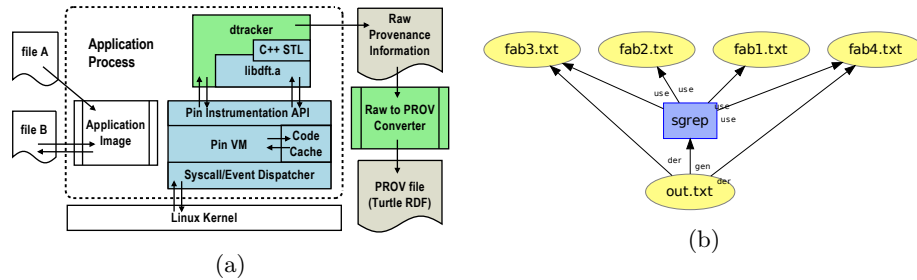 file A
file B
Application
Process
Application
Image
dtracker
C++ STL
libdft.a
Pin Instrumentation API
Pin VM
Code
Cache
Syscall/Event Dispatcher
Linux Kernel
Raw
Provenance
Information
Raw to PROV
Converter
PROV file
(Turtle RDF)
(a)
fab3.txt
fab2.txt
fab1.txt
fab4.txt
use
use
use
use
sgrep
der
gen
der
out.txt
(b)